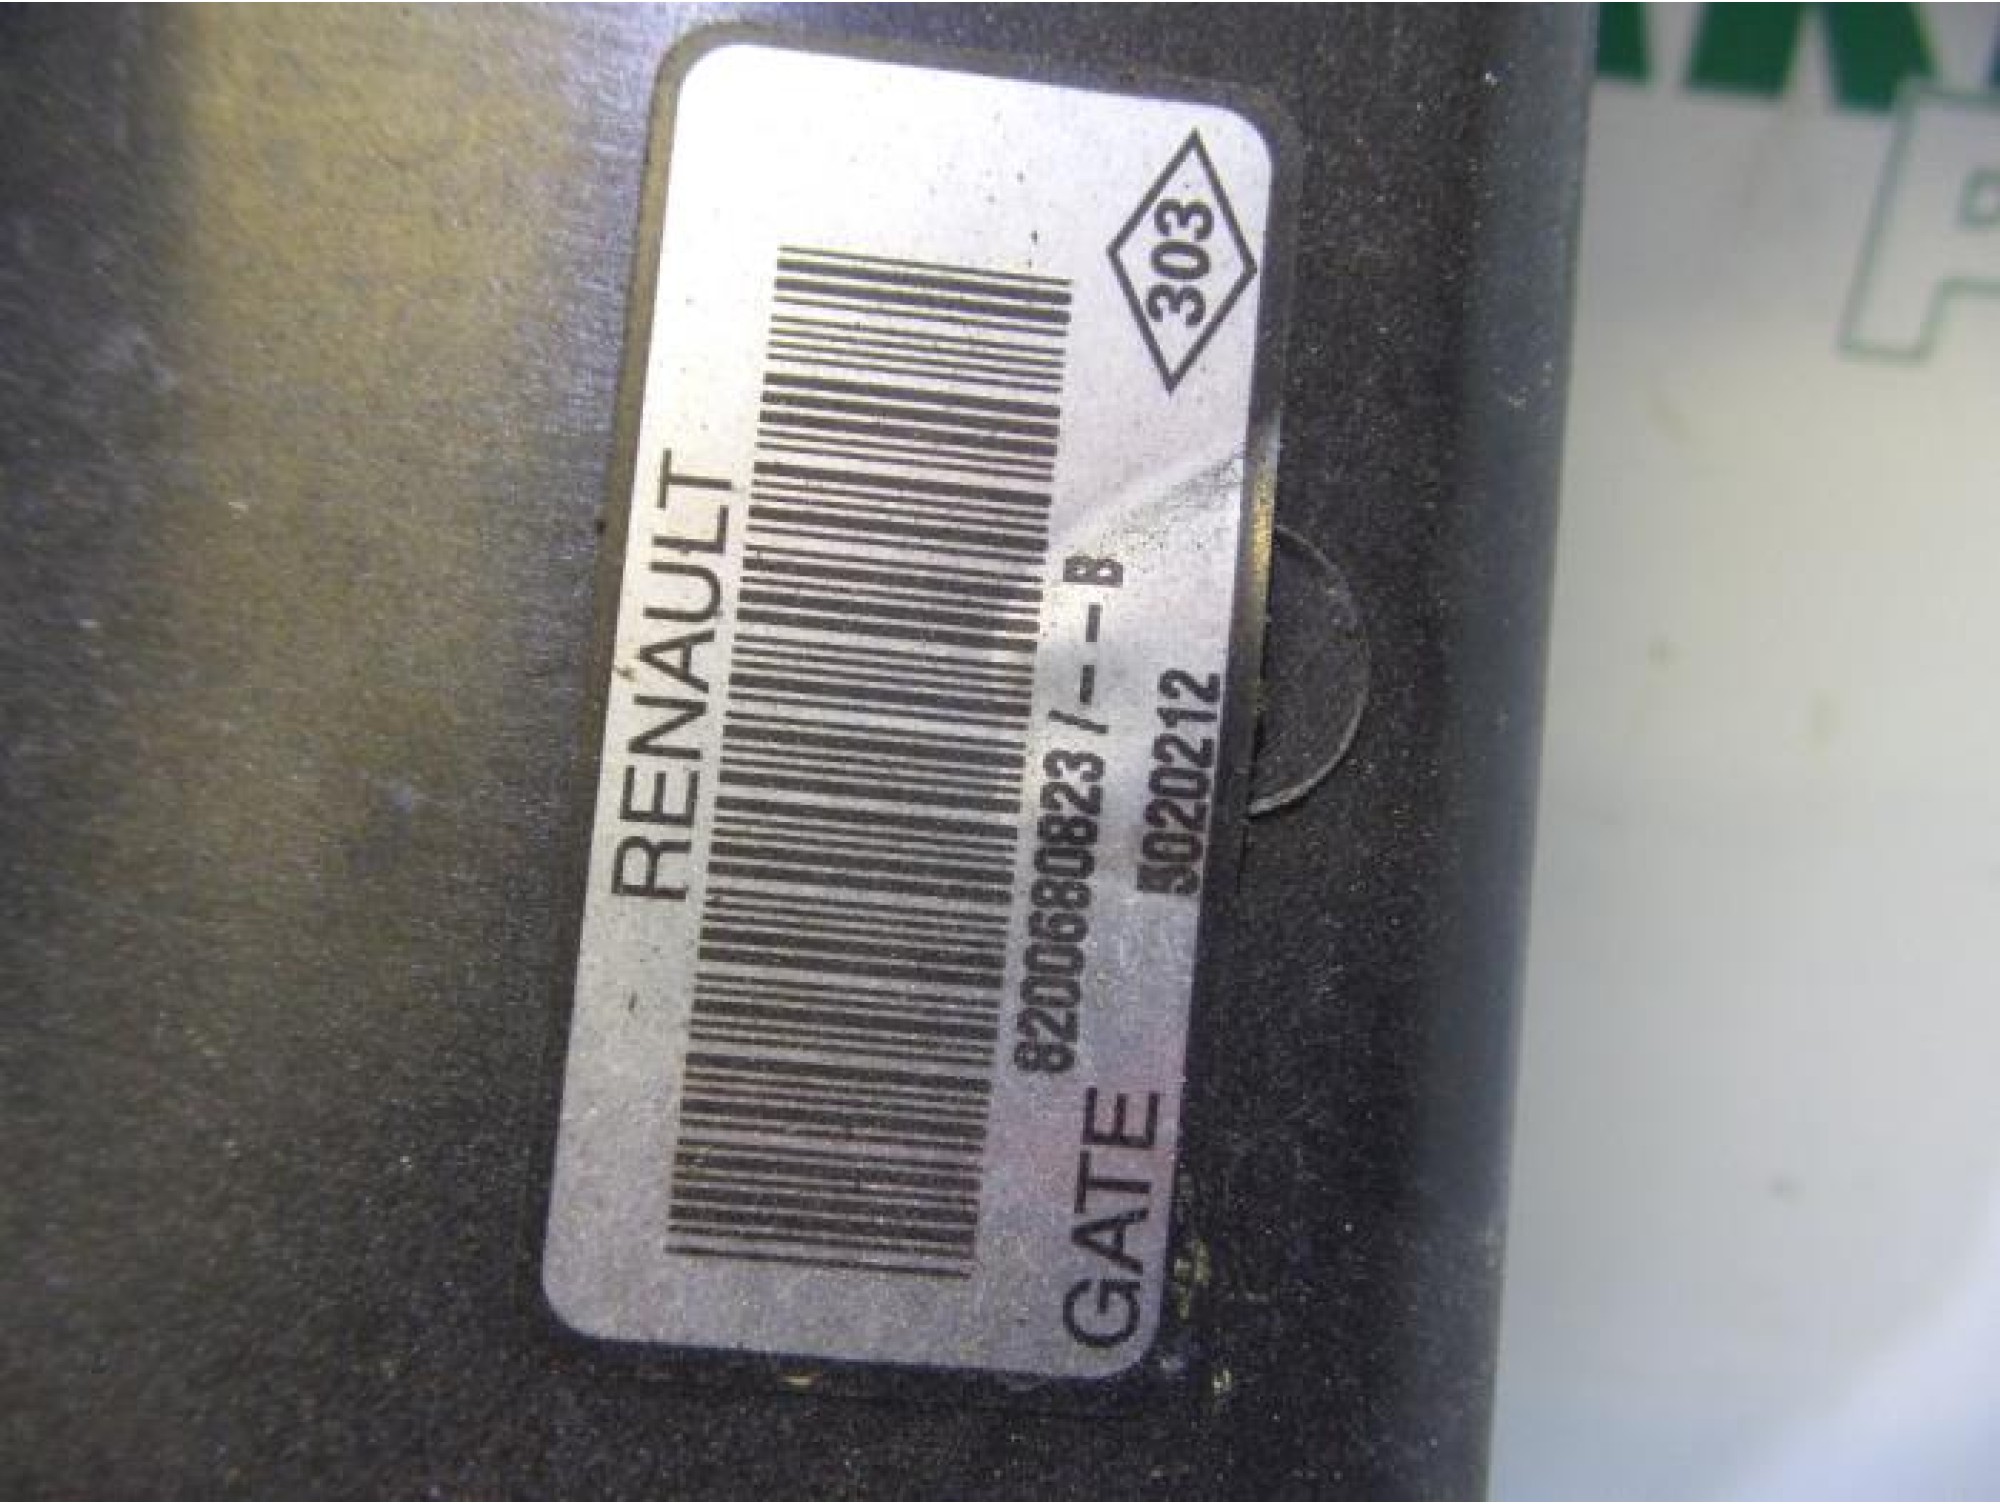 RENAULT
8200680823/---B
GATE
5020212
303